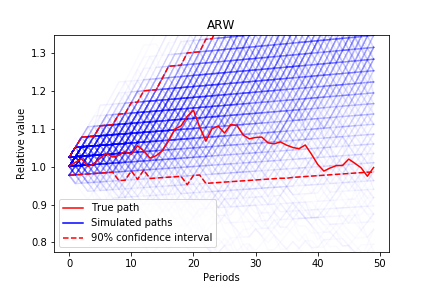 ARW
1.3
1.2
1.1
1.0
0.9
0.8
Relative value
True path
Simulated paths
90% confidence interval
0 10 20 30 40 50
Periods